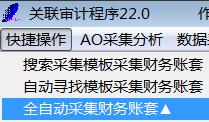 关联审计程序22.0 作
快捷操作 AO采集分析 数据
搜索采集模板采集财务账套
自动寻找模板采集财务账套
全自动采集财务账套▲